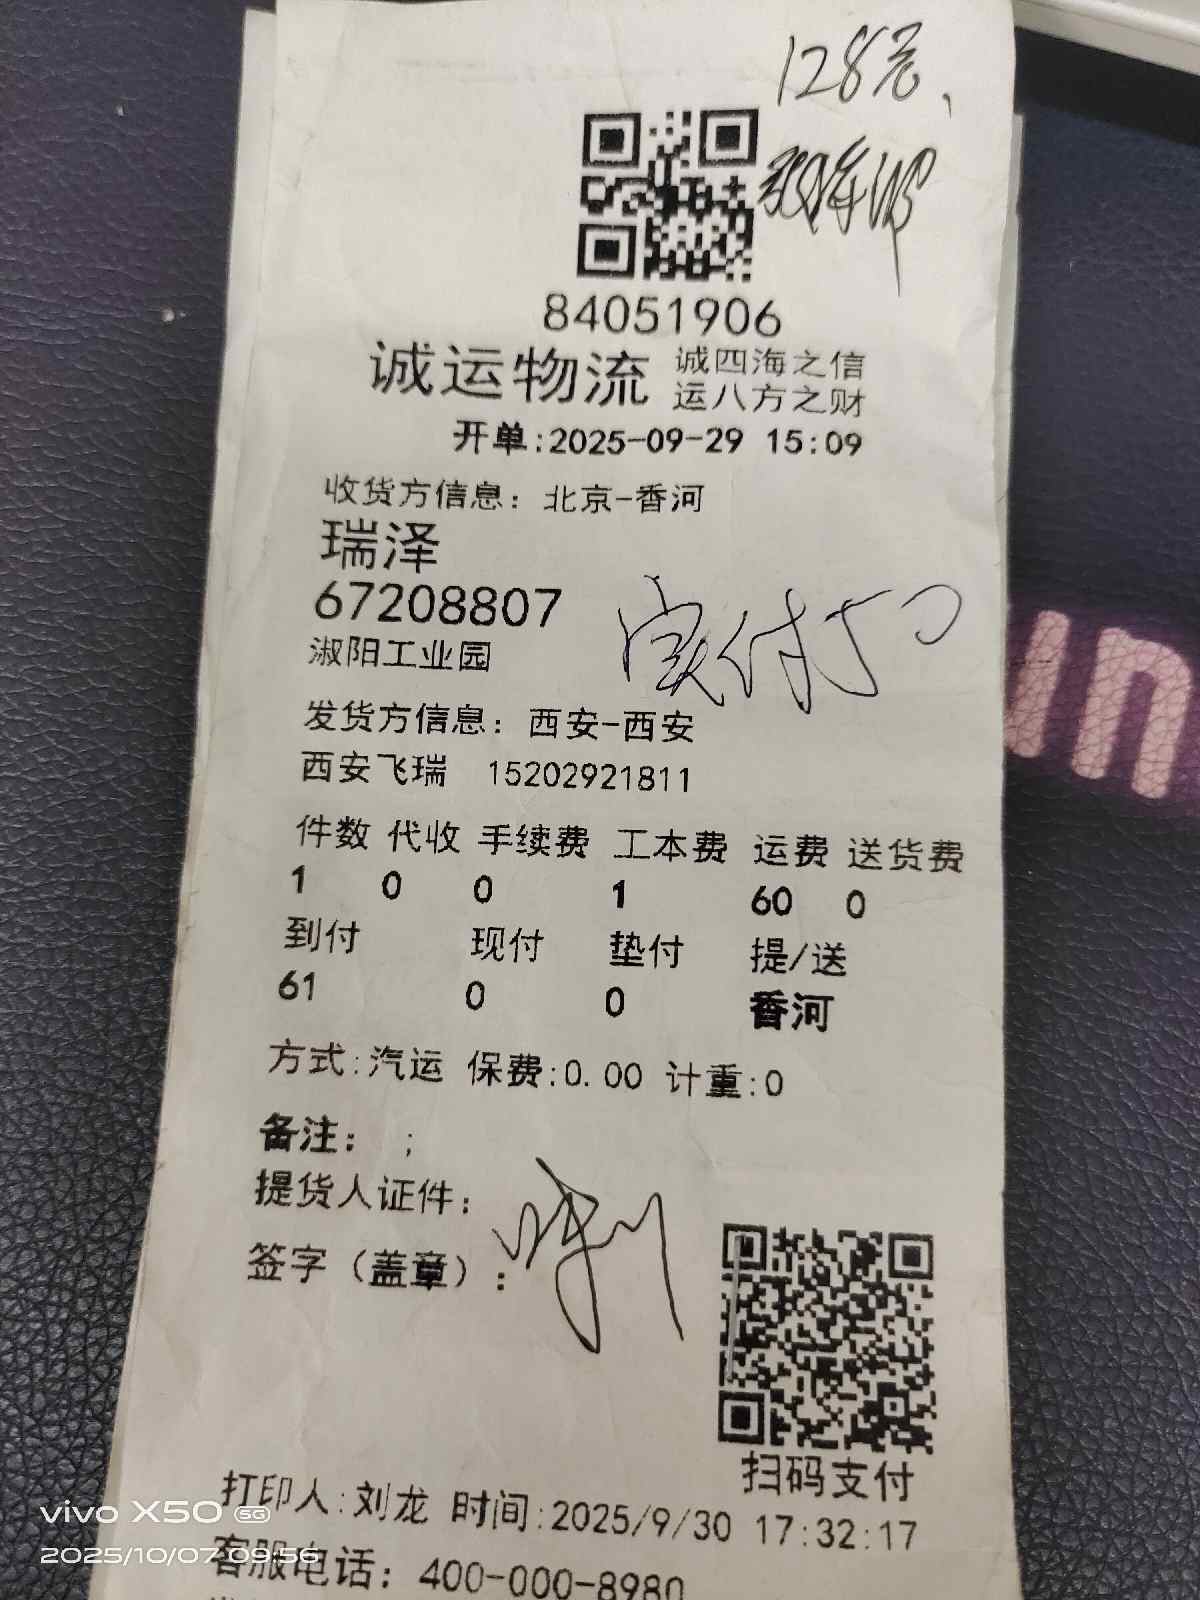 128元、
84051906
诚运物流 诚四海之信
运八方之财
开单:2025-09-29 15:09
收货方信息: 北京-香河
瑞泽
67208807
实付50
淑阳工业园
发货方信息: 西安-西安
西安飞瑞 15202921811
件数 代收 手续费 工本费 运费 送货费
1 0 0 1 60 0
到付 现付 垫付 提/送
61 0 0 香河
方式:汽运 保费:0.00 计重:0
备注: ;
提货人证件:
签字（盖章）:
扫码支付
打印人:刘龙 时间:2025/9/30 17:32:17
客服电话: 400-000-8980
vivo X50 5G
2025/10/07 09:56